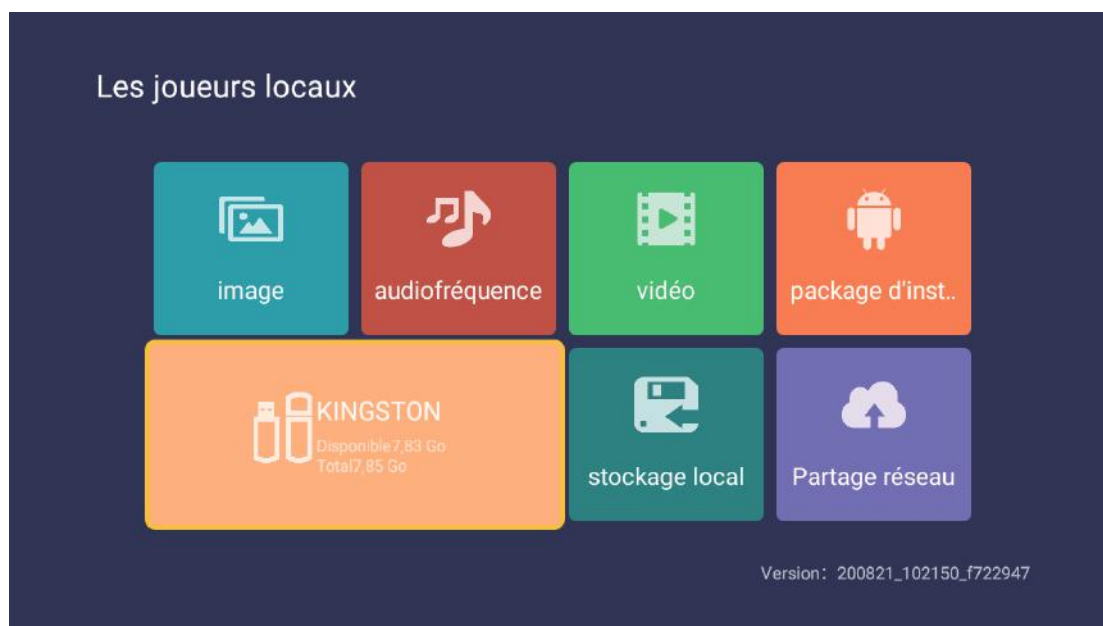 Les joueurs locaux
image
audiofréquence
vidéo
package d'inst..
KINGSTON
Disponible7,83 Go
Total7,85 Go
stockage local
Partage réseau
Version: 200821_102150_f722947